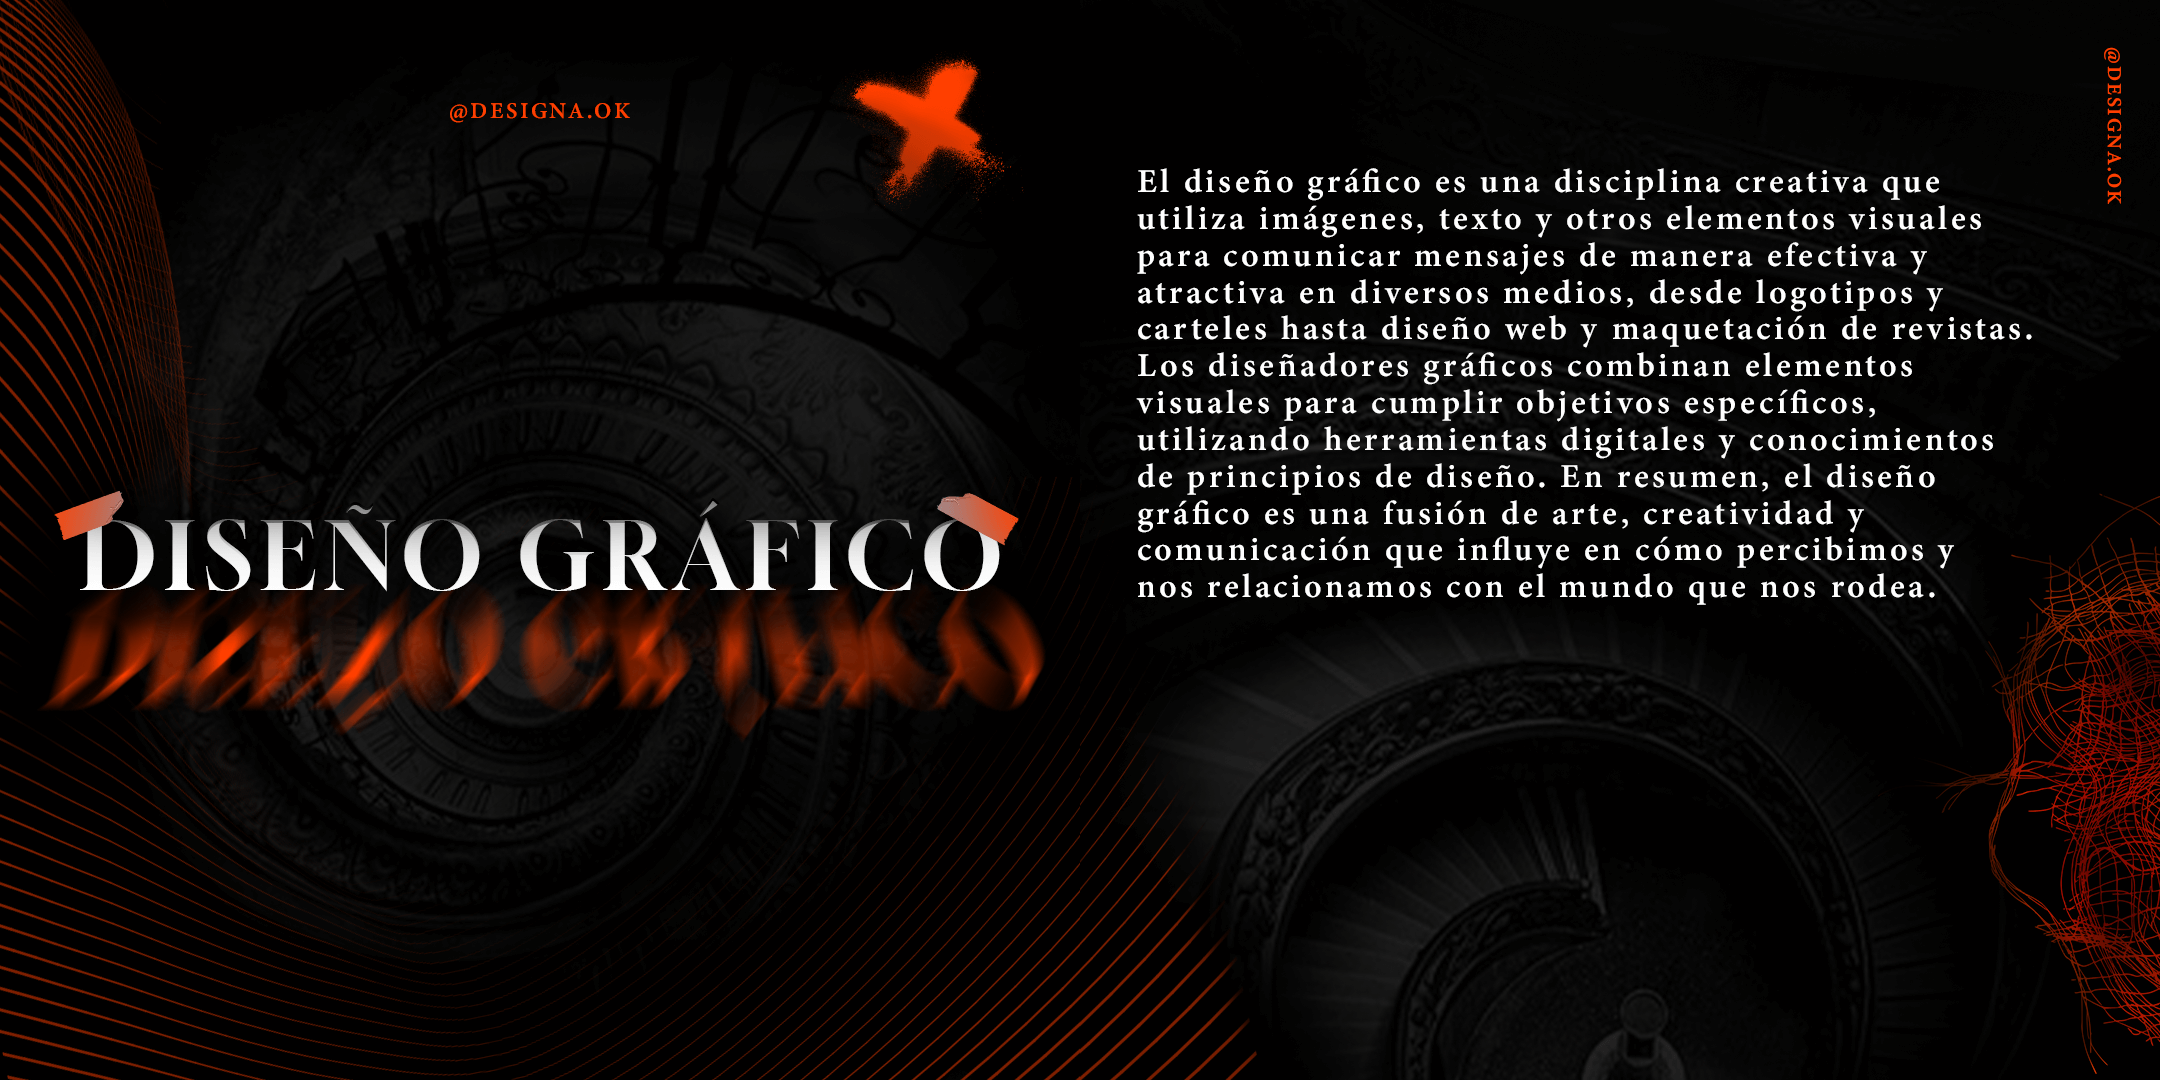 @DESIGNA.OK
DISEÑO GRÁFICO
El diseño gráfico es una disciplina creativa que
utiliza imágenes, texto y otros elementos visuales
para comunicar mensajes de manera efectiva y
atractiva en diversos medios, desde logotipos y
carteles hasta diseño web y maquetación de revistas.
Los diseñadores gráficos combinan elementos
visuales para cumplir objetivos específicos,
utilizando herramientas digitales y conocimientos
de principios de diseño. En resumen, el diseño
gráfico es una fusión de arte, creatividad y
comunicación que influye en cómo percibimos y
nos relacionamos con el mundo que nos rodea.
@DESIGNA.OK